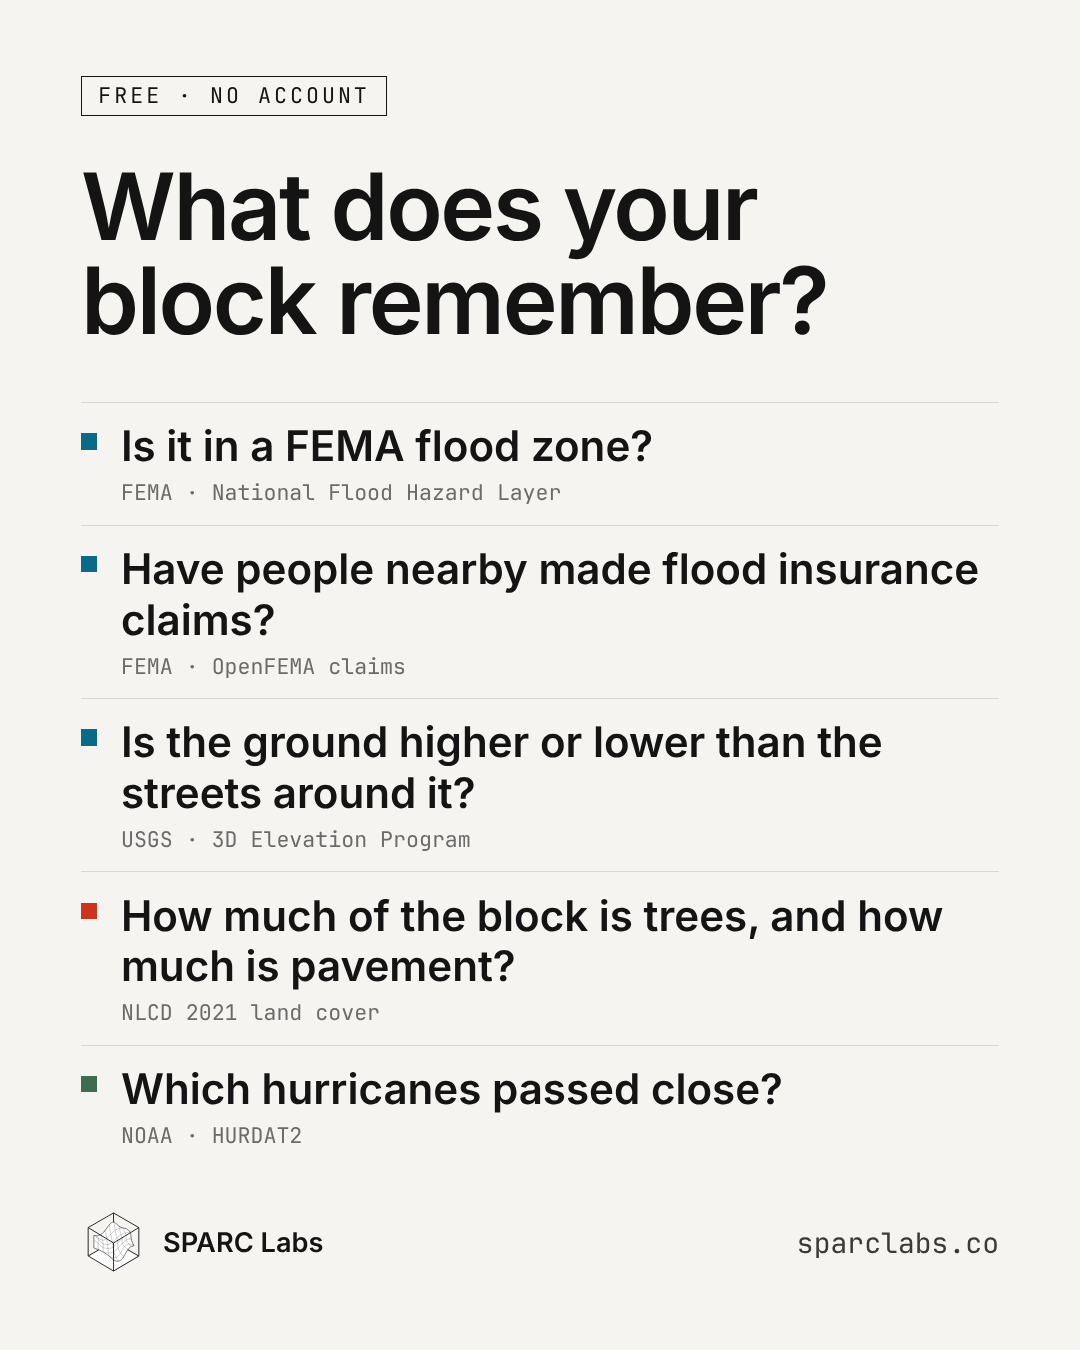 FREE · NO ACCOUNT
What does your
block remember?
Is it in a FEMA flood zone?
FEMA · National Flood Hazard Layer
Have people nearby made flood insurance
claims?
FEMA · OpenFEMA claims
Is the ground higher or lower than the
streets around it?
USGS · 3D Elevation Program
How much of the block is trees, and how
much is pavement?
NLCD 2021 land cover
Which hurricanes passed close?
NOAA · HURDAT2
SPARC Labs
sparclabs.co